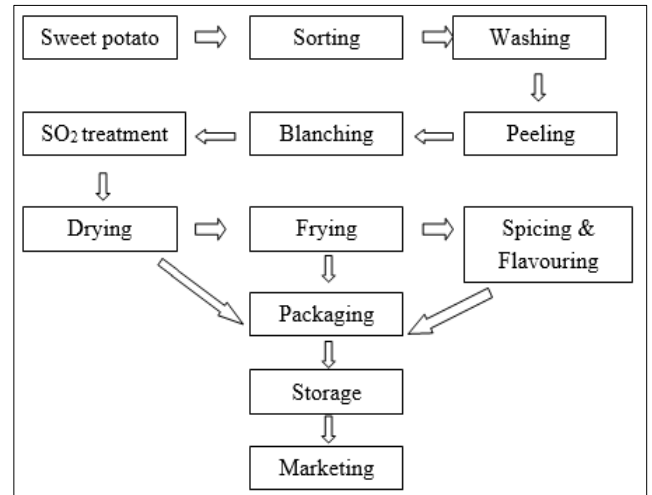 Sweet potato
Sorting
Washing
Peeling
Blanching
SO₂ treatment
Drying
Frying
Spicing &
Flavouring
Packaging
Storage
Marketing